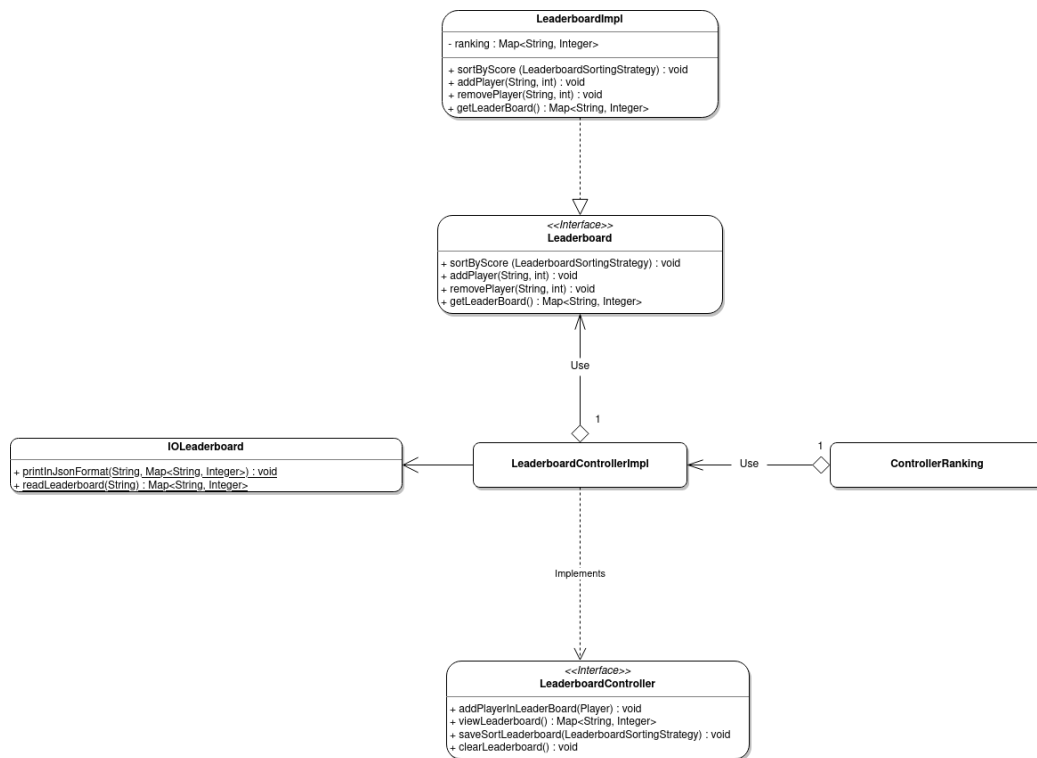 LeaderboardImpl
- ranking : Map<String, Integer>
+ sortByScore (LeaderboardSortingStrategy) : void
+ addPlayer(String, int) : void
+ removePlayer(String, int) : void
+ getLeaderBoard() : Map<String, Integer>
<<Interface>>
Leaderboard
+ sortByScore (LeaderboardSortingStrategy) : void
+ addPlayer(String, int) : void
+ removePlayer(String, int) : void
+ getLeaderBoard() : Map<String, Integer>
Use
1
IOLeaderboard
+ printInJsonFormat(String, Map<String, Integer>) : void
+ readLeaderboard(String) : Map<String, Integer>
LeaderboardControllerImpl
Use
1
ControllerRanking
Implements
<<Interface>>
LeaderboardController
+ addPlayerInLeaderBoard(Player) : void
+ viewLeaderboard() : Map<String, Integer>
+ saveSortLeaderboard(LeaderboardSortingStrategy) : void
+ clearLeaderboard() : void